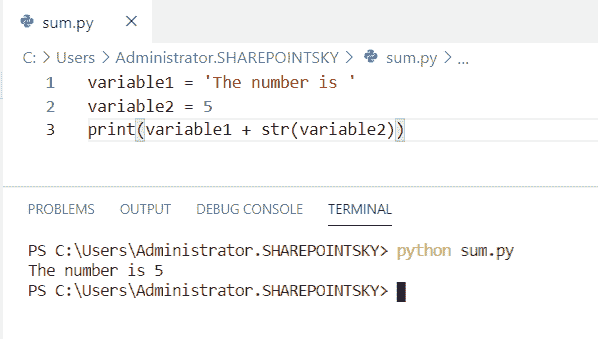 sum.py ×
C: > Users > Administrator.SHAREPOINTSKY > sum.py > ...
1 variable1 = 'The number is '
2 variable2 = 5
3 print(variable1 + str(variable2))
PROBLEMS OUTPUT DEBUG CONSOLE TERMINAL
PS C:\Users\Administrator.SHAREPOINTSKY> python sum.py
The number is 5
PS C:\Users\Administrator.SHAREPOINTSKY>